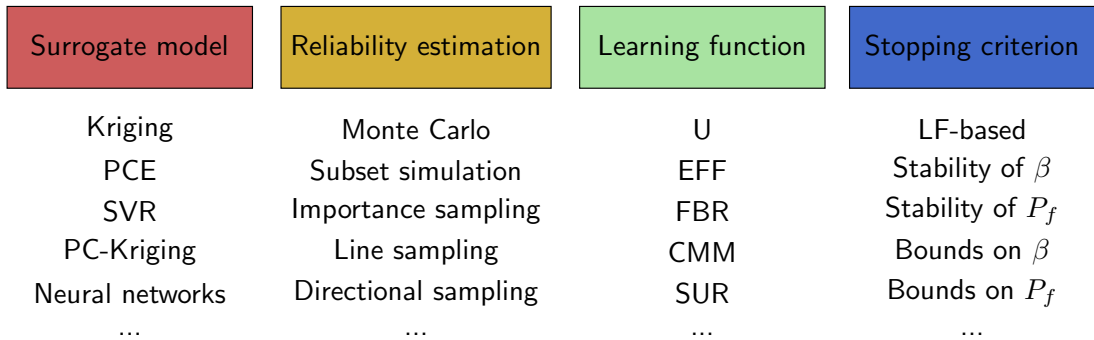 Surrogate model Reliability estimation Learning function Stopping criterion
Kriging Monte Carlo U LF-based
PCE Subset simulation EFF Stability of β
SVR Importance sampling FBR Stability of P_f
PC-Kriging Line sampling CMM Bounds on β
Neural networks Directional sampling SUR Bounds on P_f
... ... ... ...